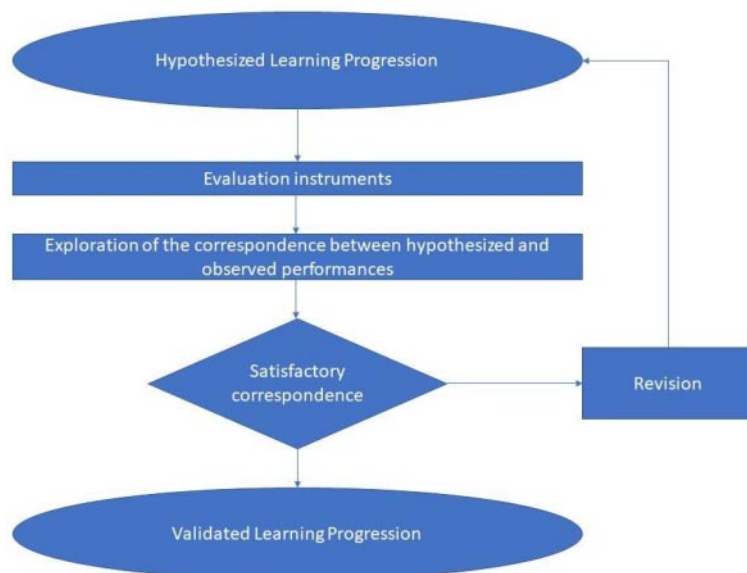 Hypothesized Learning Progression
Evaluation instruments
Exploration of the correspondence between hypothesized and
observed performances
Satisfactory
correspondence
Revision
Validated Learning Progression